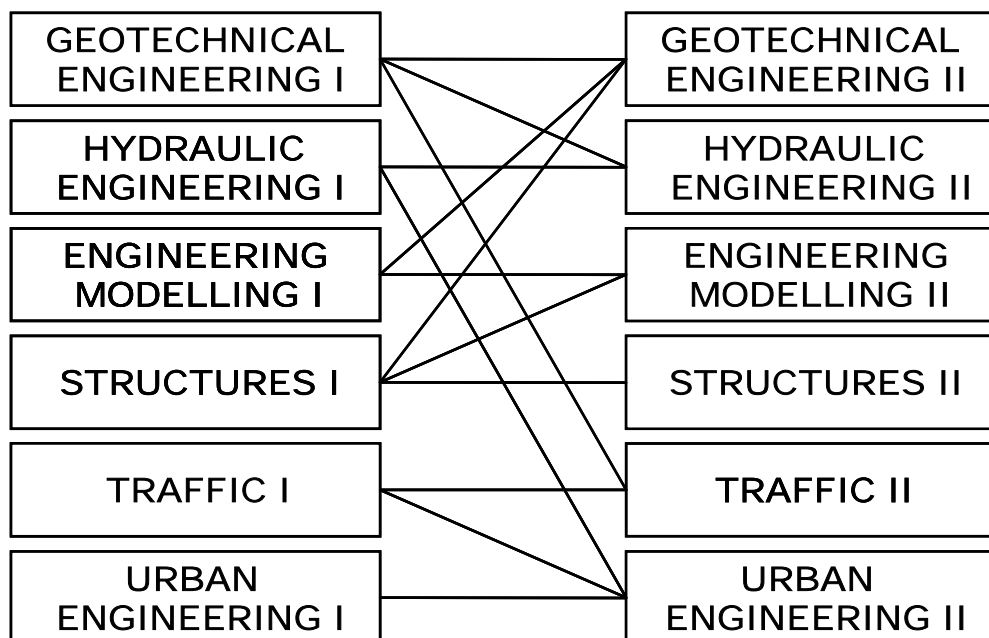 GEOTECHNICAL
ENGINEERING I
GEOTECHNICAL
ENGINEERING II
HYDRAULIC
ENGINEERING I
HYDRAULIC
ENGINEERING II
ENGINEERING
MODELLING I
ENGINEERING
MODELLING II
STRUCTURES I
STRUCTURES II
TRAFFIC I
TRAFFIC II
URBAN
ENGINEERING I
URBAN
ENGINEERING II